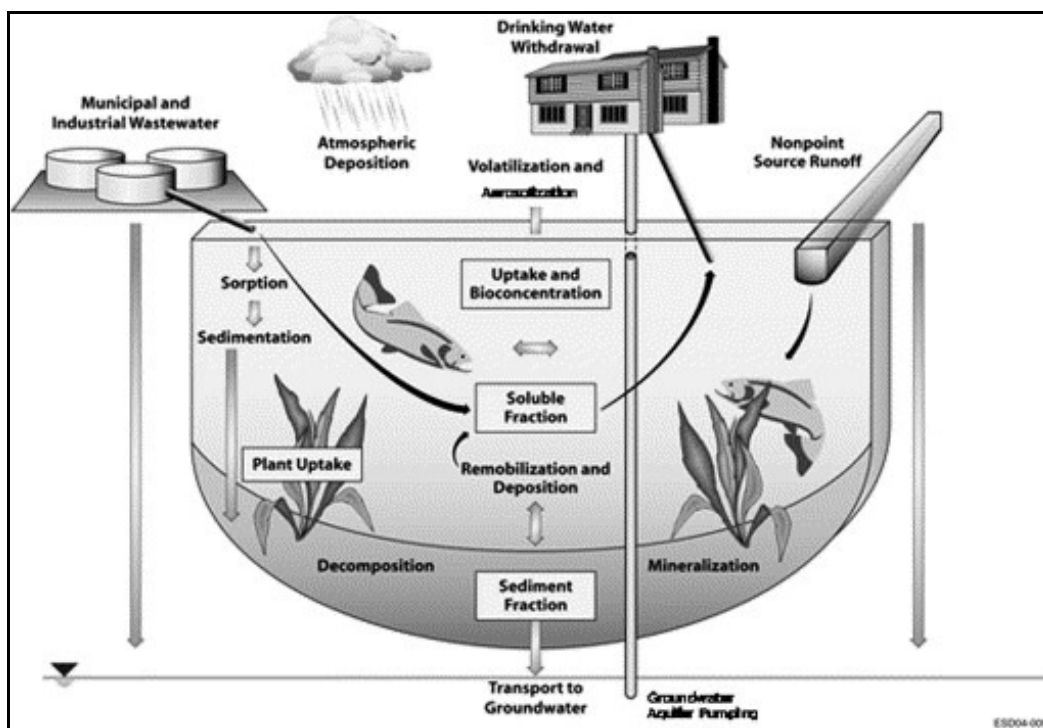 Drinking Water
Withdrawal
Municipal and
Industrial Wastewater
Atmospheric
Deposition
Nonpoint
Source Runoff
Volatilization and
Aerosolization
Uptake and
Bioconcentration
Sorption
Sedimentation
Soluble
Fraction
Plant Uptake
Remobilization and
Deposition
Decomposition
Mineralization
Sediment
Fraction
Transport to
Groundwater
Groundwater
Aquifer Pumping